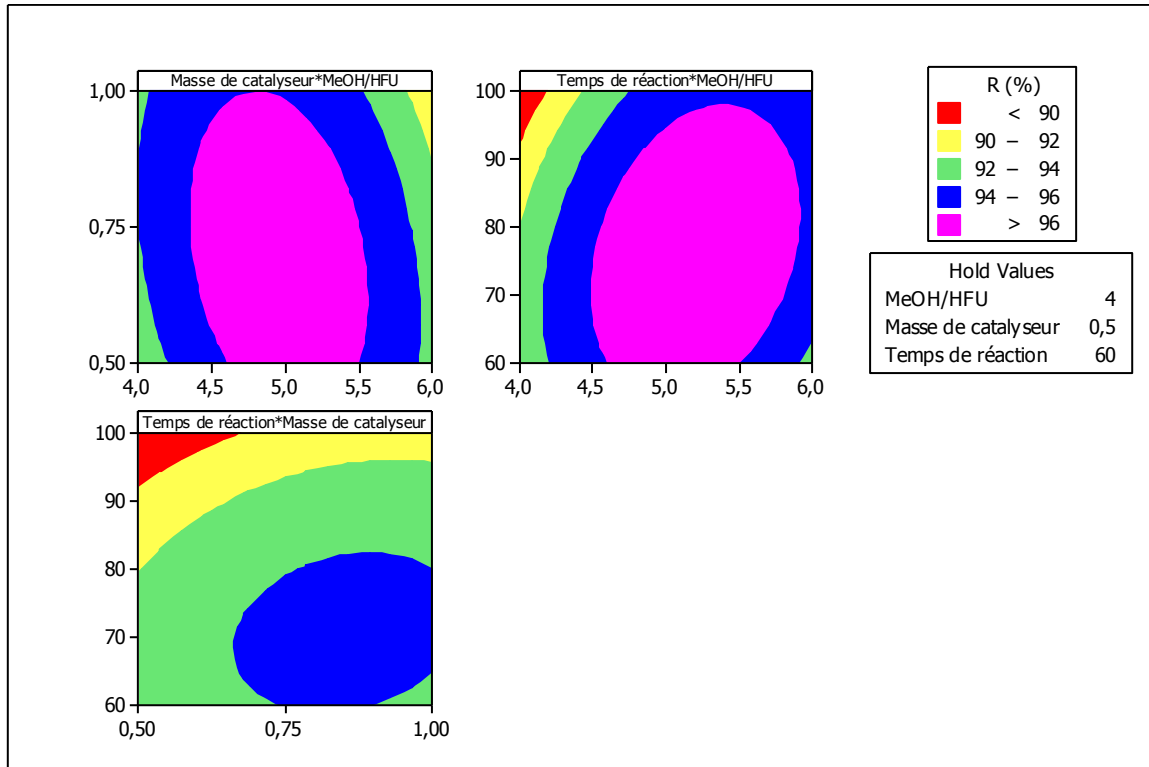 Masse de catalyseur*MeOH/HFU
1,00
0,75
0,50
4,0 4,5 5,0 5,5 6,0
Temps de réaction*MeOH/HFU
100
90
80
70
60
4,0 4,5 5,0 5,5 6,0
Temps de réaction*Masse de catalyseur
100
90
80
70
60
0,50 0,75 1,00
R (%)
< 90
90 – 92
92 – 94
94 – 96
> 96
Hold Values
MeOH/HFU 4
Masse de catalyseur 0,5
Temps de réaction 60